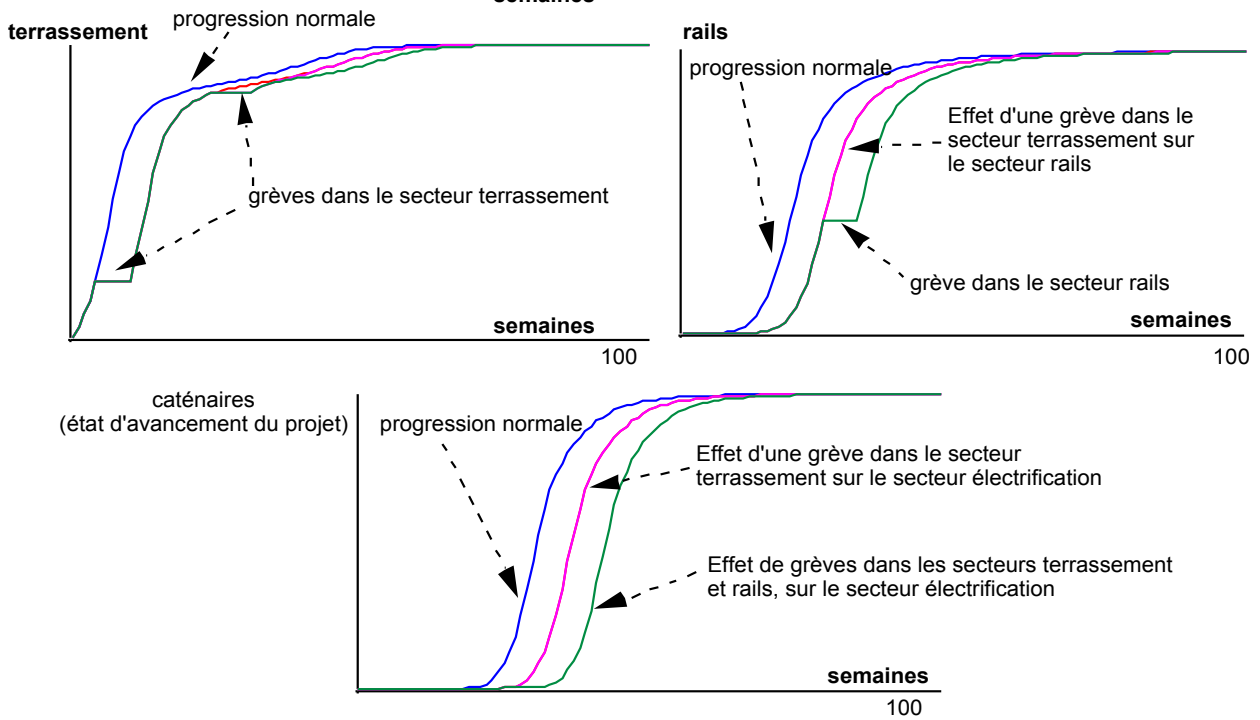 semaines
progression normale
terrassement
grèves dans le secteur terrassement
semaines
100
rails
progression normale
Effet d'une grève dans le
secteur terrassement sur
le secteur rails
grève dans le secteur rails
semaines
100
caténaires
(état d'avancement du projet)
progression normale
Effet d'une grève dans le secteur
terrassement sur le secteur électrification
Effet de grèves dans les secteurs terrassement
et rails, sur le secteur électrification
semaines
100